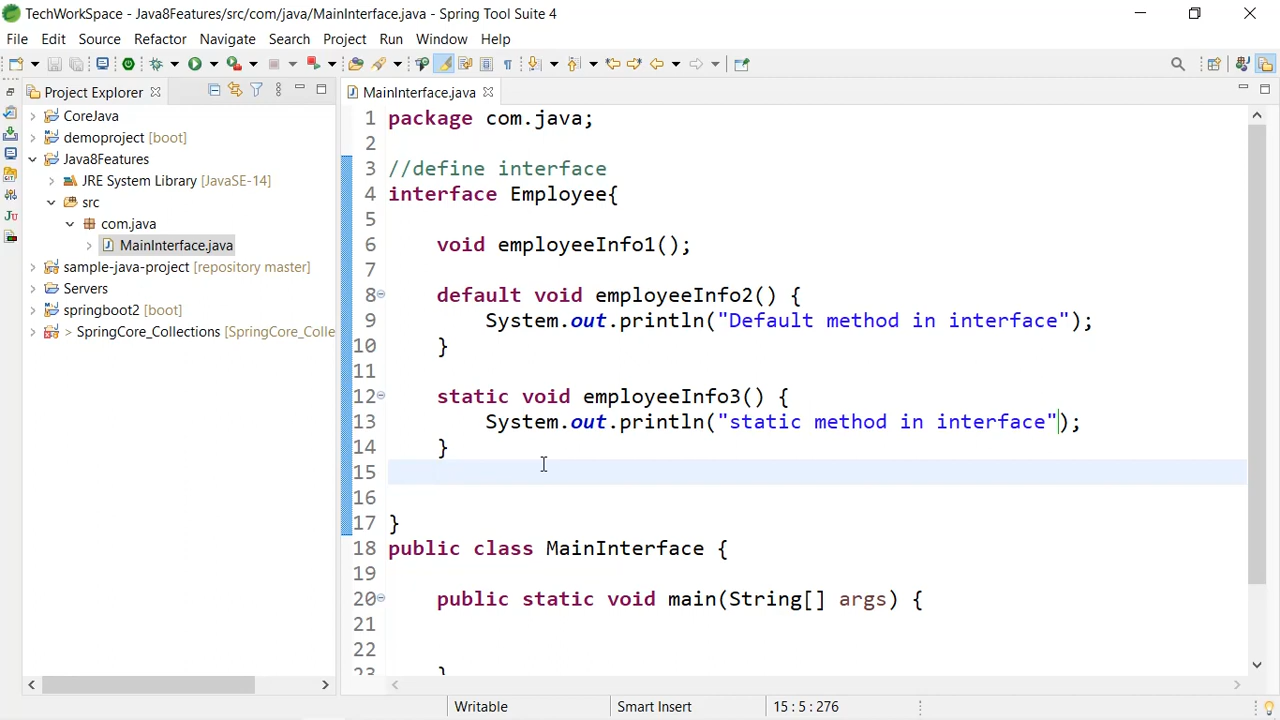 TechWorkSpace - Java8Features/src/com/java/MainInterface.java - Spring Tool Suite 4
File Edit Source Refactor Navigate Search Project Run Window Help
Project Explorer
MainInterface.java
CoreJava
demoproject [boot]
Java8Features
JRE System Library [JavaSE-14]
src
com.java
MainInterface.java
sample-java-project [repository master]
Servers
springboot2 [boot]
> SpringCore_Collections [SpringCore_Colle
1 package com.java;
2
3 //define interface
4 interface Employee{
5
6 void employeeInfo1();
7
8 default void employeeInfo2() {
9 System.out.println("Default method in interface");
10 }
11
12 static void employeeInfo3() {
13 System.out.println("static method in interface");
14 }
15
16
17 }
18 public class MainInterface {
19
20 public static void main(String[] args) {
21
22
23 }
Writable Smart Insert 15 : 5 : 276